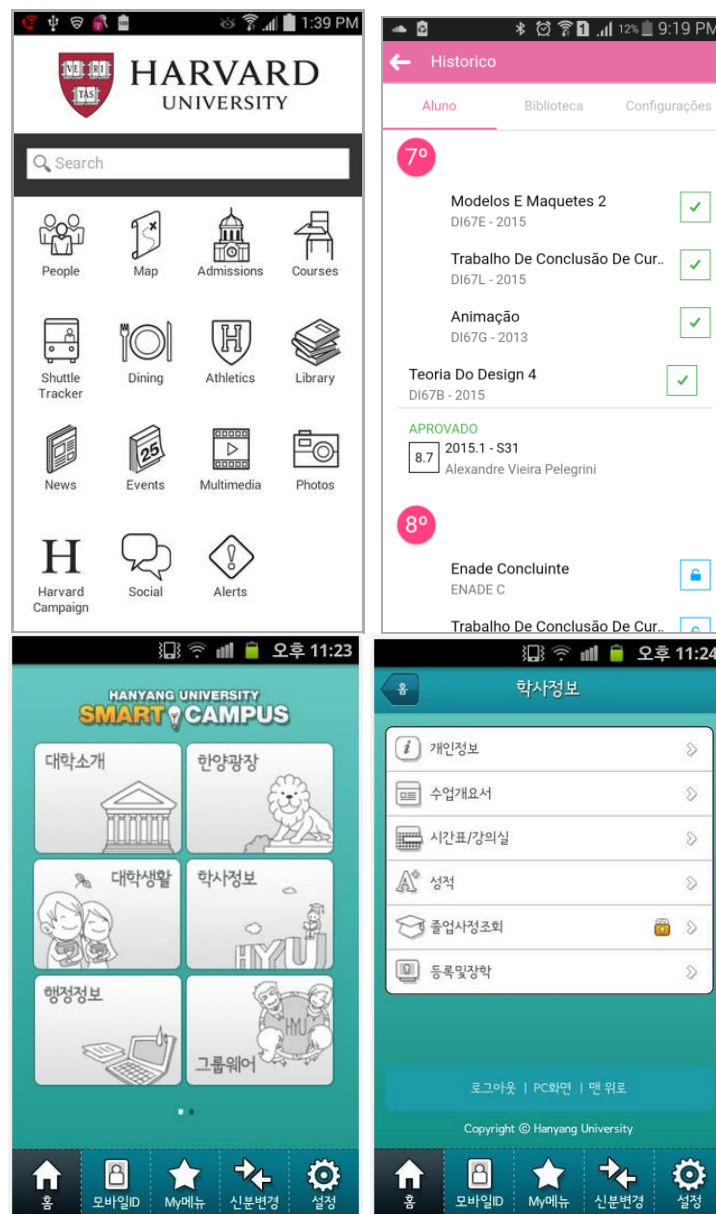 1:39 PM
VE RI
TAS
HARVARD
UNIVERSITY
Search
People
Map
Admissions
Courses
Shuttle
Tracker
Dining
Athletics
Library
News
25
Events
Multimedia
Photos
H
Harvard
Campaign
Social
Alerts
1 12% 9:19 PM
Historico
Aluno
Biblioteca
Configurações
7º
Modelos E Maquetes 2
DI67E - 2015
Trabalho De Conclusão De Cur..
DI67L - 2015
Animação
DI67G - 2013
Teoria Do Design 4
DI67B - 2015
APROVADO
8.7
2015.1 - S31
Alexandre Vieira Pelegrini
8º
Enade Concluinte
ENADE C
Trabalho De Conclusão De Cur..
오후 11:23
HANYANG UNIVERSITY
SMART CAMPUS
대학소개
한양광장
대학생활
학사정보
HYU
행정정보
그룹웨어
HYU
홈
모바일ID
My메뉴
신분변경
설정
오후 11:24
홈
학사정보
개인정보
수업개요서
시간표/강의실
성적
졸업사정조회
등록및장학
로그아웃 | PC화면 | 맨 위로
Copyright © Hanyang University
홈
모바일ID
My메뉴
신분변경
설정